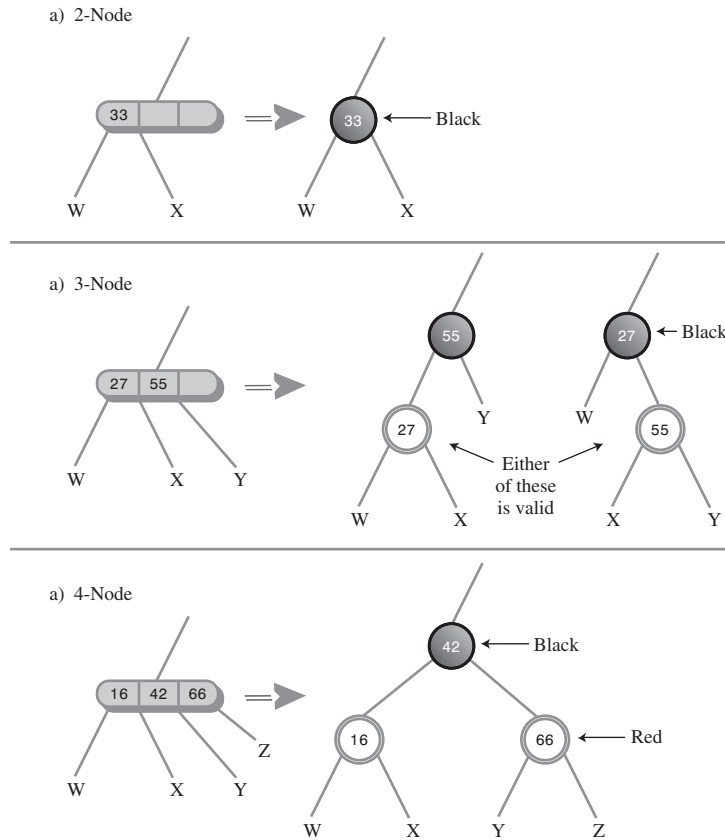 a) 2-Node
33
33
Black
W X
W X
a) 3-Node
55
27
Black
27 55
W
Y
27
55
Either
of these
is valid
W X Y
W X
X Y
a) 4-Node
42
Black
16 42 66
16
66
Red
Z
W X Y
W X
Y Z